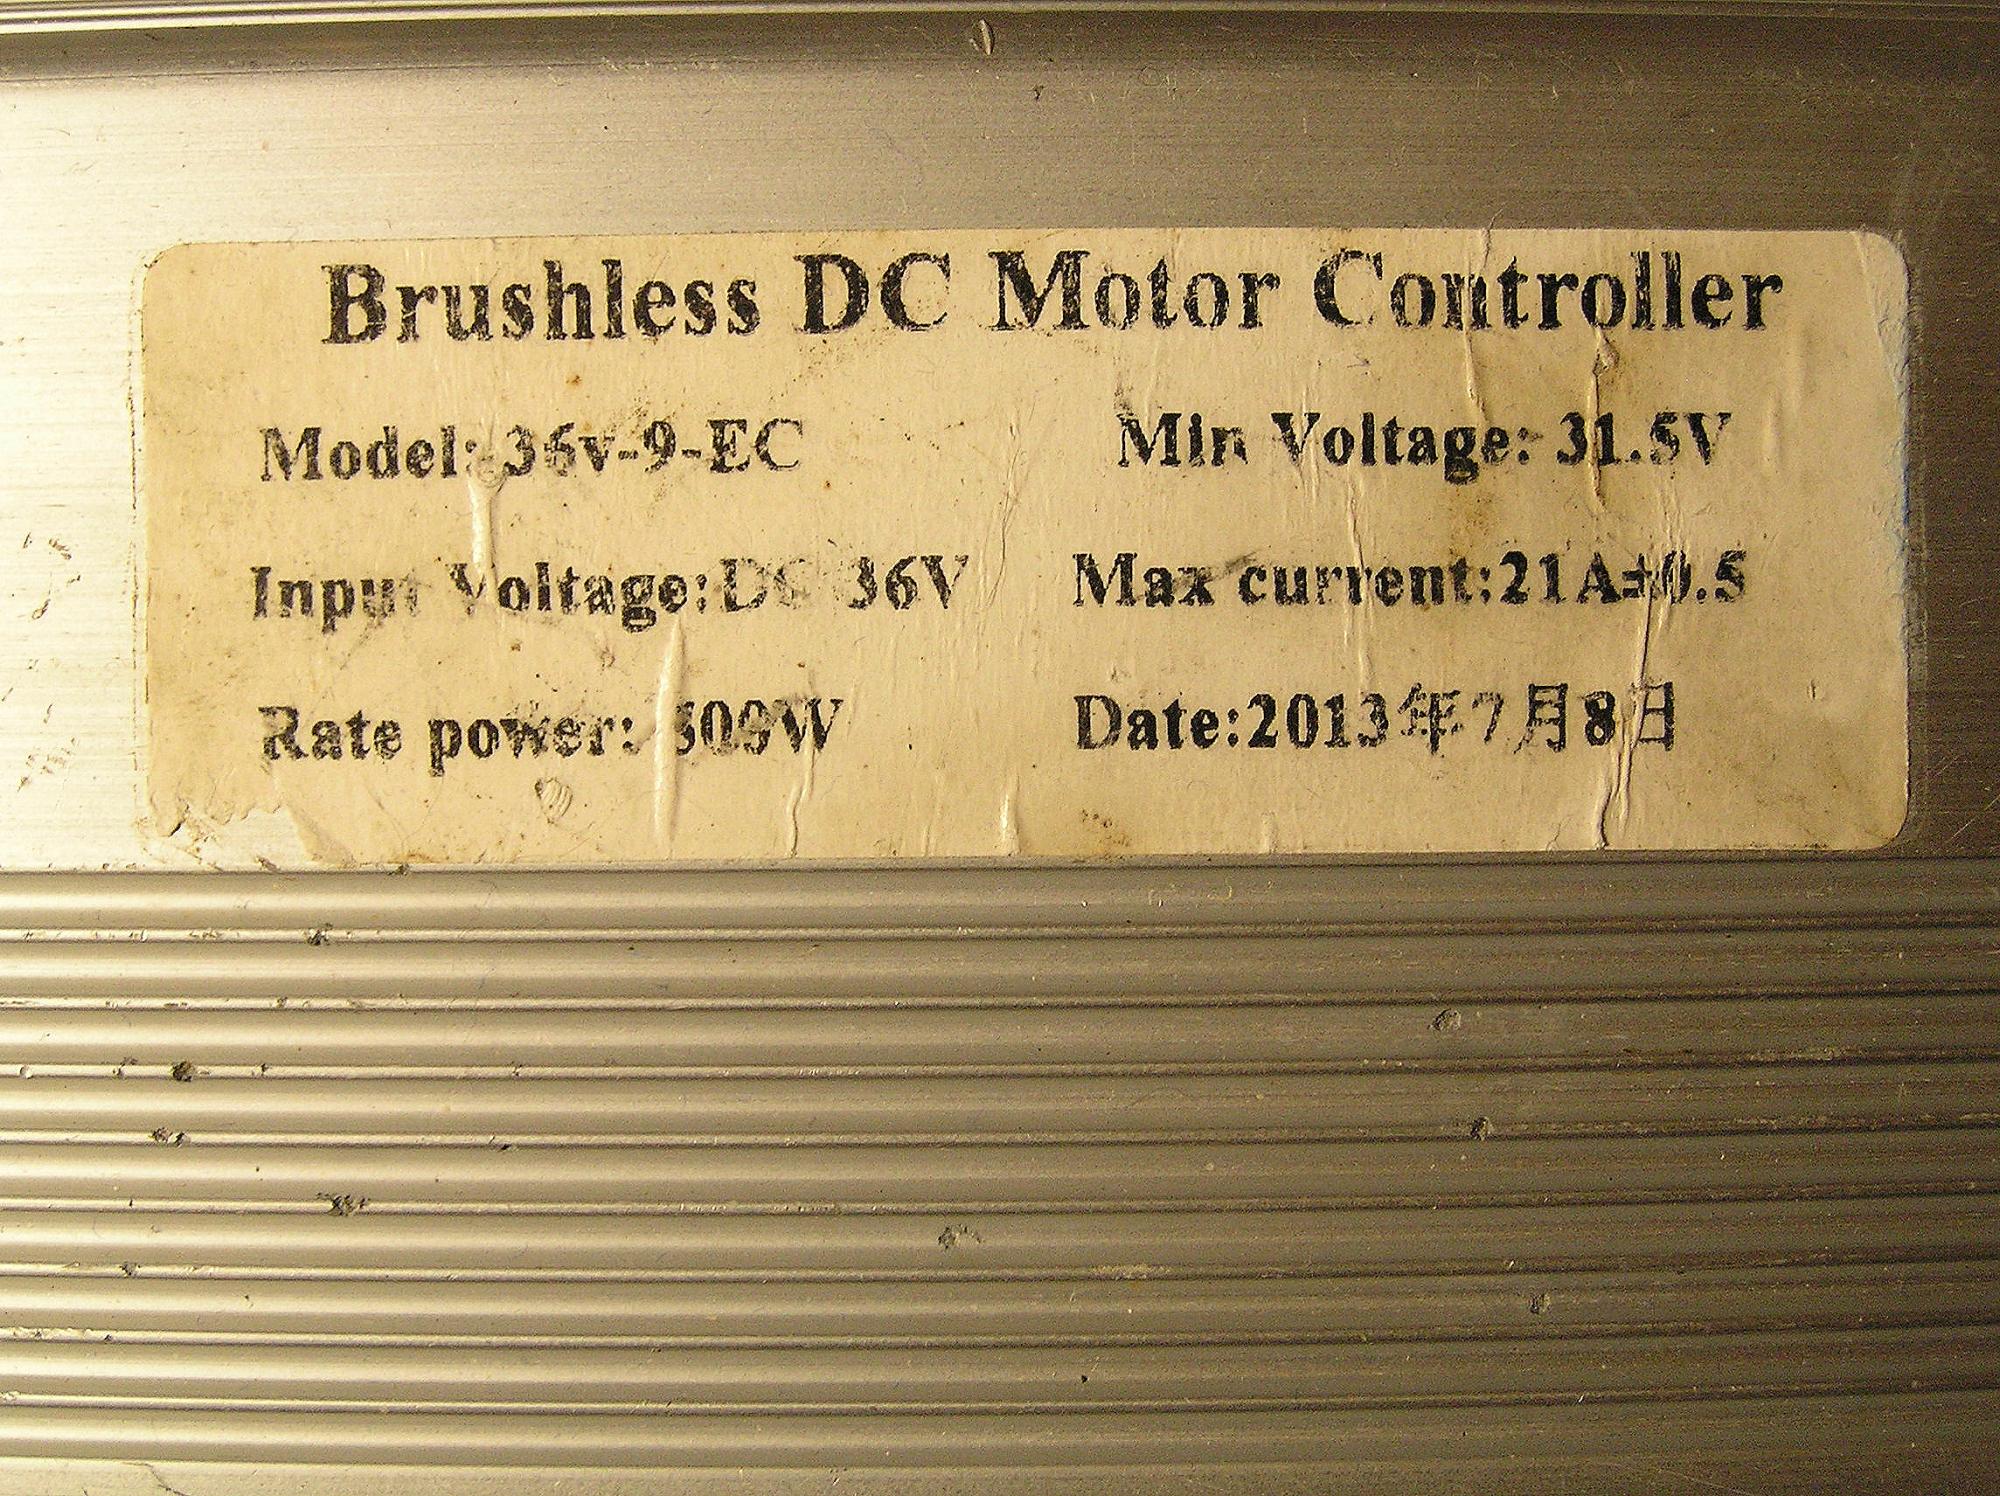 Brushless DC Motor Controller
Model: 36v-9-EC
Min Voltage: 31.5V
Input Voltage:DC 36V
Max current:21A±0.5
Rate power:
Date:2013年7月8日